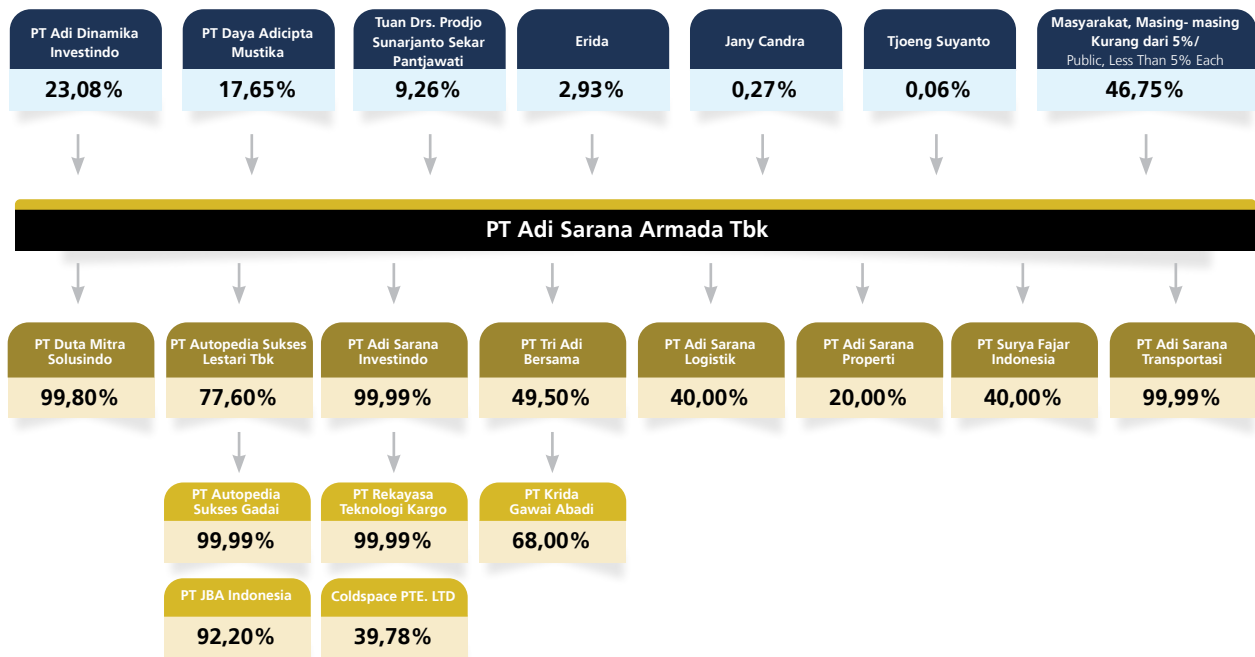 PT Adi Dinamika
Investindo
23,08%
PT Daya Adicipta
Mustika
17,65%
Tuan Drs. Prodjo
Sunarjanto Sekar
Pantjawati
9,26%
Erida
2,93%
Jany Candra
0,27%
Tjoeng Suyanto
0,06%
Masyarakat, Masing- masing
Kurang dari 5%/
Public, Less Than 5% Each
46,75%
PT Adi Sarana Armada Tbk
PT Duta Mitra
Solusindo
99,80%
PT Autopedia Sukses
Lestari Tbk
77,60%
PT Adi Sarana
Investindo
99,99%
PT Tri Adi
Bersama
49,50%
PT Adi Sarana
Logistik
40,00%
PT Adi Sarana
Properti
20,00%
PT Surya Fajar
Indonesia
40,00%
PT Adi Sarana
Transportasi
99,99%
PT Autopedia
Sukses Gadai
99,99%
PT Rekayasa
Teknologi Kargo
99,99%
PT Krida
Gawai Abadi
68,00%
PT JBA Indonesia
92,20%
Coldspace PTE. LTD
39,78%